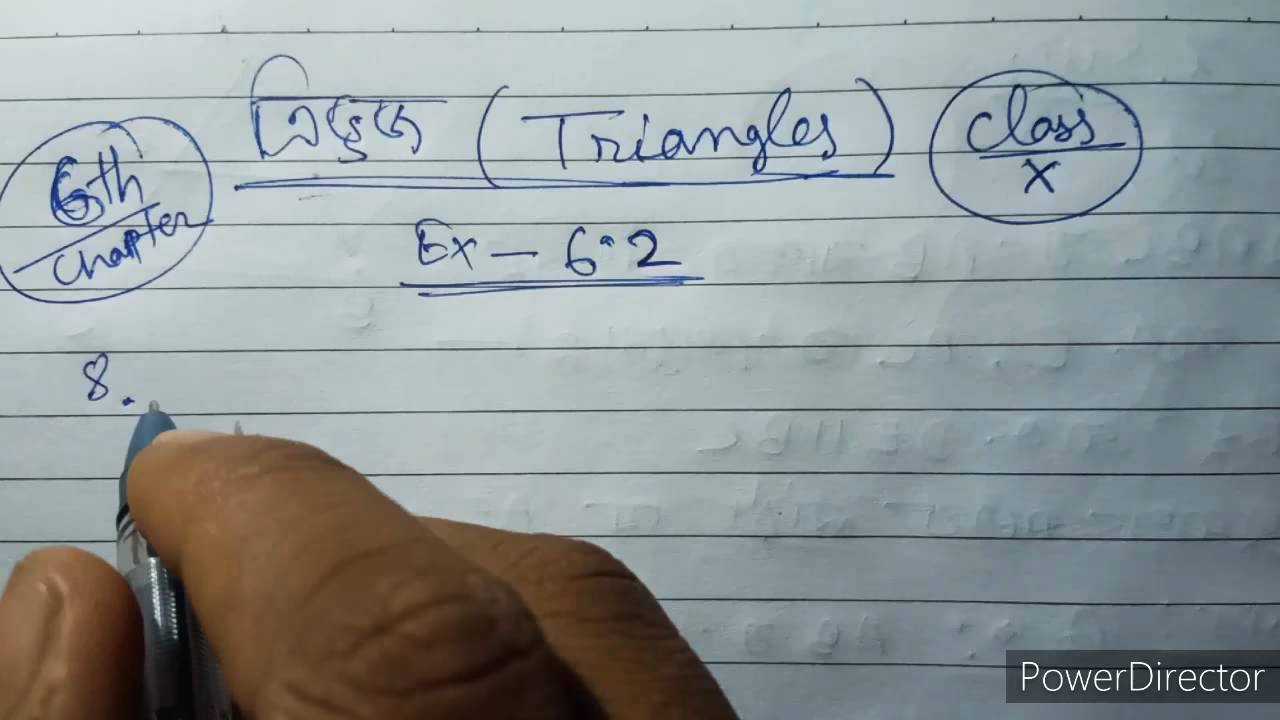 6th
chapter
ত্রিভুজ (Triangles)
Class
X
Ex - 6.2
8.
PowerDirector